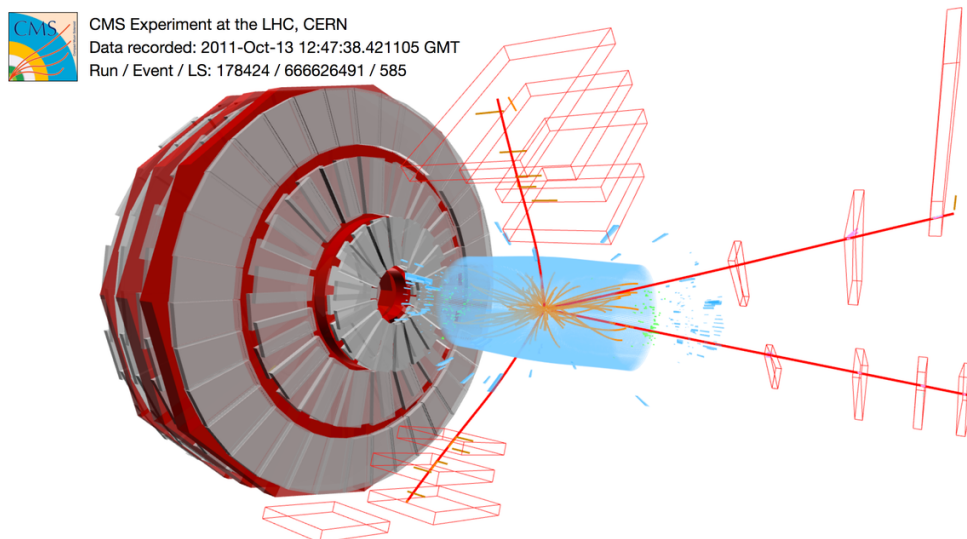 CMS
CMS Experiment at the LHC, CERN
Data recorded: 2011-Oct-13 12:47:38.421105 GMT
Run / Event / LS: 178424 / 666626491 / 585